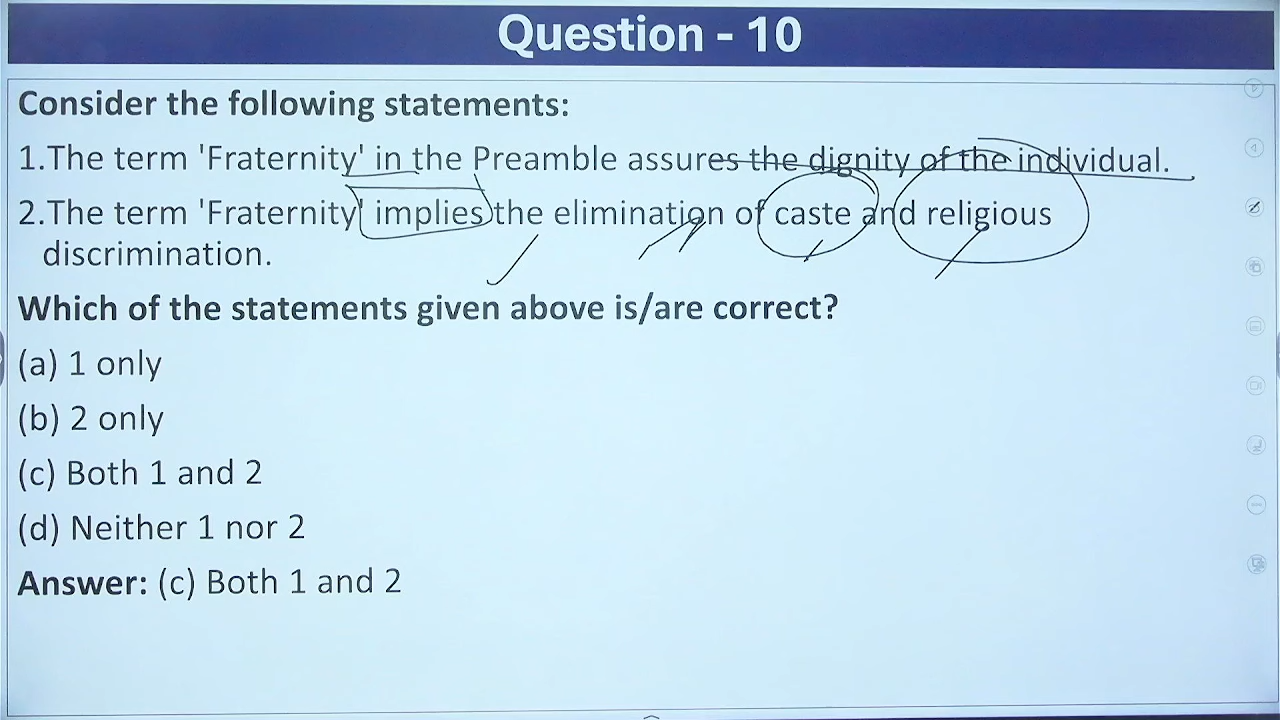 Question - 10
Consider the following statements:
1.The term 'Fraternity' in the Preamble assures the dignity of the individual.
2.The term 'Fraternity' implies the elimination of caste and religious
discrimination.
Which of the statements given above is/are correct?
(a) 1 only
(b) 2 only
(c) Both 1 and 2
(d) Neither 1 nor 2
Answer: (c) Both 1 and 2